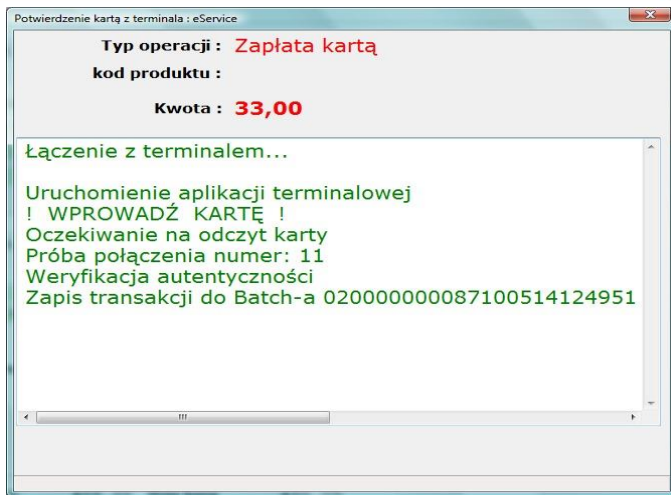 Potwierdzenie kartą z terminala : eService
Typ operacji : Zapłata kartą
kod produktu :
Kwota : 33,00
Łączenie z terminalem...
Uruchomienie aplikacji terminalowej
! WPROWADŹ KARTĘ !
Oczekiwanie na odczyt karty
Próba połączenia numer: 11
Weryfikacja autentyczności
Zapis transakcji do Batch-a 020000000087100514124951